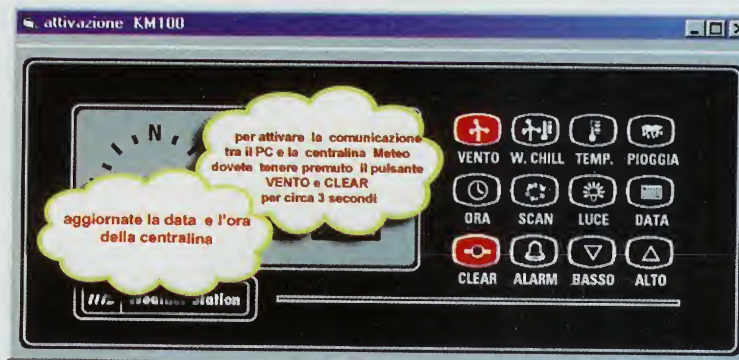 attivazione KM100
N
per attivare la comunicazione
tra il PC e la centralina Meteo
dovete tenere premuto il pulsante
VENTO e CLEAR
per circa 3 secondi
aggiornate la data e l'ora
della centralina
VENTO W. CHILL TEMP. PIOGGIA
ORA SCAN LUCE DATA
CLEAR ALARM BASSO ALTO
Weather Station